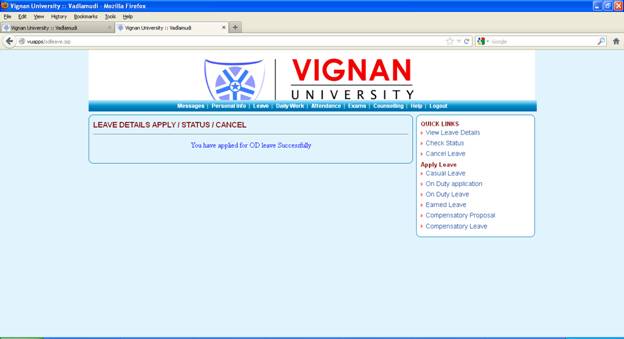 Vignan University :: Vadlamudi - Mozilla Firefox
File Edit View History Bookmarks Tools Help
Vignan University :: Vadlamudi
Vignan University :: Vadlamudi
Google
VIGNAN
UNIVERSITY
Messages | Personal Info | Leave | Daily Work | Attendance | Exams | Counselling | Help | Logout
LEAVE DETAILS APPLY / STATUS / CANCEL
You have applied for OD leave Successfully
QUICK LINKS
View Leave Details
Check Status
Cancel Leave
Apply Leave
Casual Leave
On Duty application
On Duty Leave
Earned Leave
Compensatory Proposal
Compensatory Leave